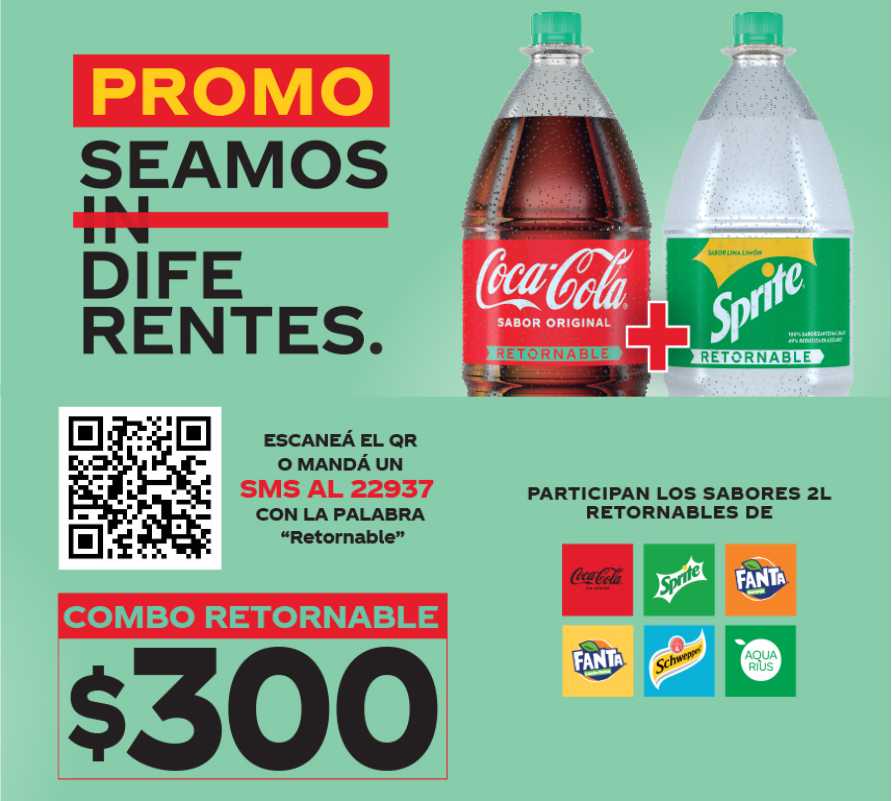 PROMO
SEAMOS
IN
DIFE
RENTES.
Coca-Cola
SABOR ORIGINAL
RETORNABLE
SABOR LIMA LIMÓN
Sprite
RETORNABLE
ESCANEÁ EL QR
O MANDÁ UN
SMS AL 22937
CON LA PALABRA
“Retornable”
PARTICIPAN LOS SABORES 2L
RETORNABLES DE
Coca-Cola
Sprite
FANTA
FANTA
Schweppes
AQUA
RIUS
COMBO RETORNABLE
$300